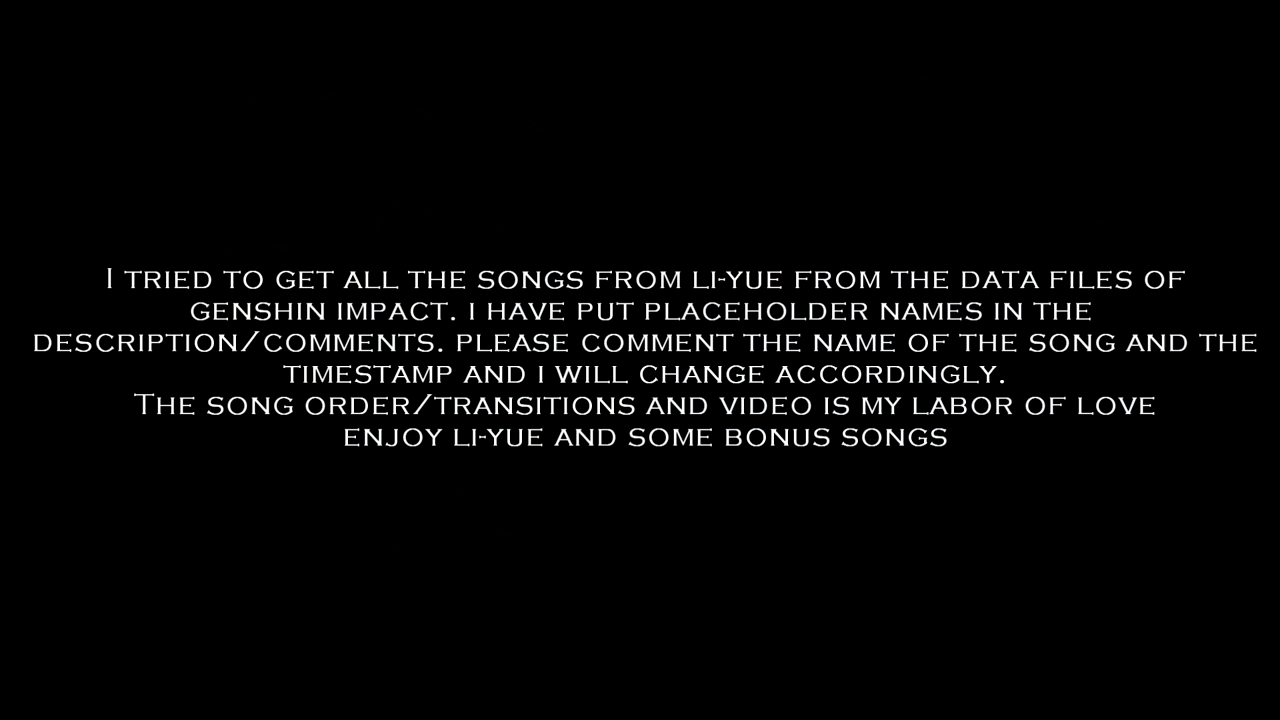 I TRIED TO GET ALL THE SONGS FROM LI-YUE FROM THE DATA FILES OF
GENSHIN IMPACT. I HAVE PUT PLACEHOLDER NAMES IN THE
DESCRIPTION/COMMENTS. PLEASE COMMENT THE NAME OF THE SONG AND THE
TIMESTAMP AND I WILL CHANGE ACCORDINGLY.
THE SONG ORDER/TRANSITIONS AND VIDEO IS MY LABOR OF LOVE
ENJOY LI-YUE AND SOME BONUS SONGS